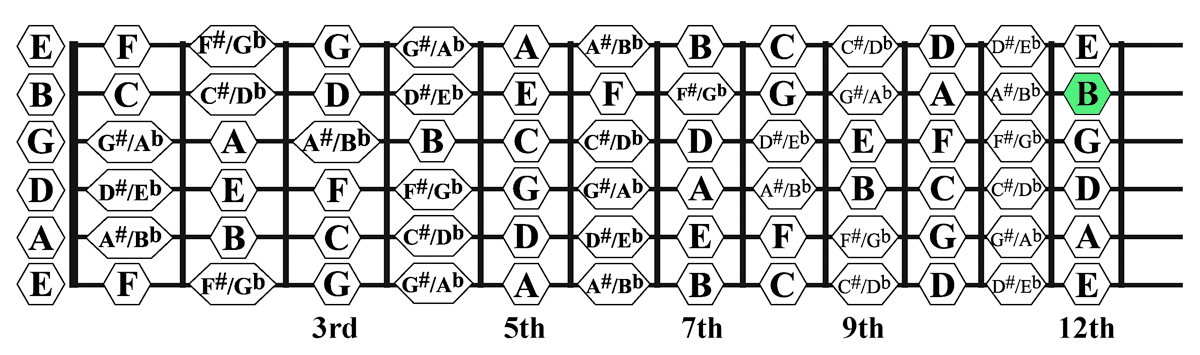 E F F#/Gb G G#/Ab A A#/Bb B C C#/Db D D#/Eb E
B C C#/Db D D#/Eb E F F#/Gb G G#/Ab A A#/Bb B
G G#/Ab A A#/Bb B C C#/Db D D#/Eb E F F#/Gb G
D D#/Eb E F F#/Gb G G#/Ab A A#/Bb B C C#/Db D
A A#/Bb B C C#/Db D D#/Eb E F F#/Gb G G#/Ab A
E F F#/Gb G G#/Ab A A#/Bb B C C#/Db D D#/Eb E
3rd 5th 7th 9th 12th